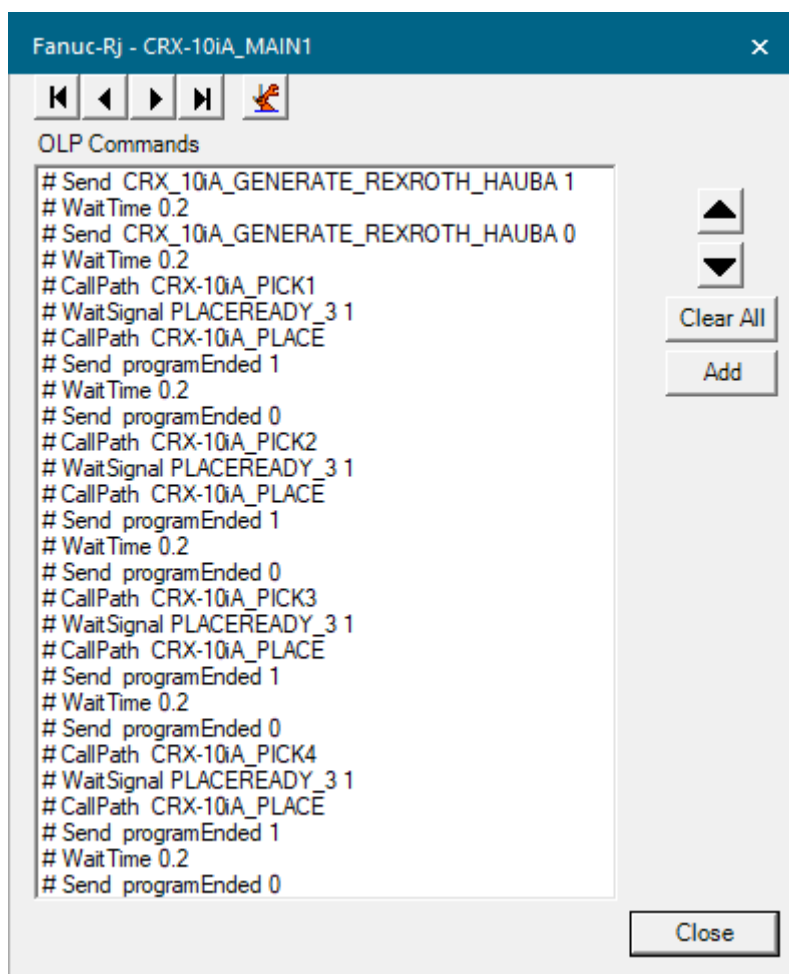 Fanuc-Rj - CRX-10iA_MAIN1
OLP Commands
# Send CRX_10iA_GENERATE_REXROTH_HAUBA 1
# WaitTime 0.2
# Send CRX_10iA_GENERATE_REXROTH_HAUBA 0
# WaitTime 0.2
# CallPath CRX-10iA_PICK1
# WaitSignal PLACEREADY_3 1
# CallPath CRX-10iA_PLACE
# Send programEnded 1
# WaitTime 0.2
# Send programEnded 0
# CallPath CRX-10iA_PICK2
# WaitSignal PLACEREADY_3 1
# CallPath CRX-10iA_PLACE
# Send programEnded 1
# WaitTime 0.2
# Send programEnded 0
# CallPath CRX-10iA_PICK3
# WaitSignal PLACEREADY_3 1
# CallPath CRX-10iA_PLACE
# Send programEnded 1
# WaitTime 0.2
# Send programEnded 0
# CallPath CRX-10iA_PICK4
# WaitSignal PLACEREADY_3 1
# CallPath CRX-10iA_PLACE
# Send programEnded 1
# WaitTime 0.2
# Send programEnded 0
Clear All
Add
Close